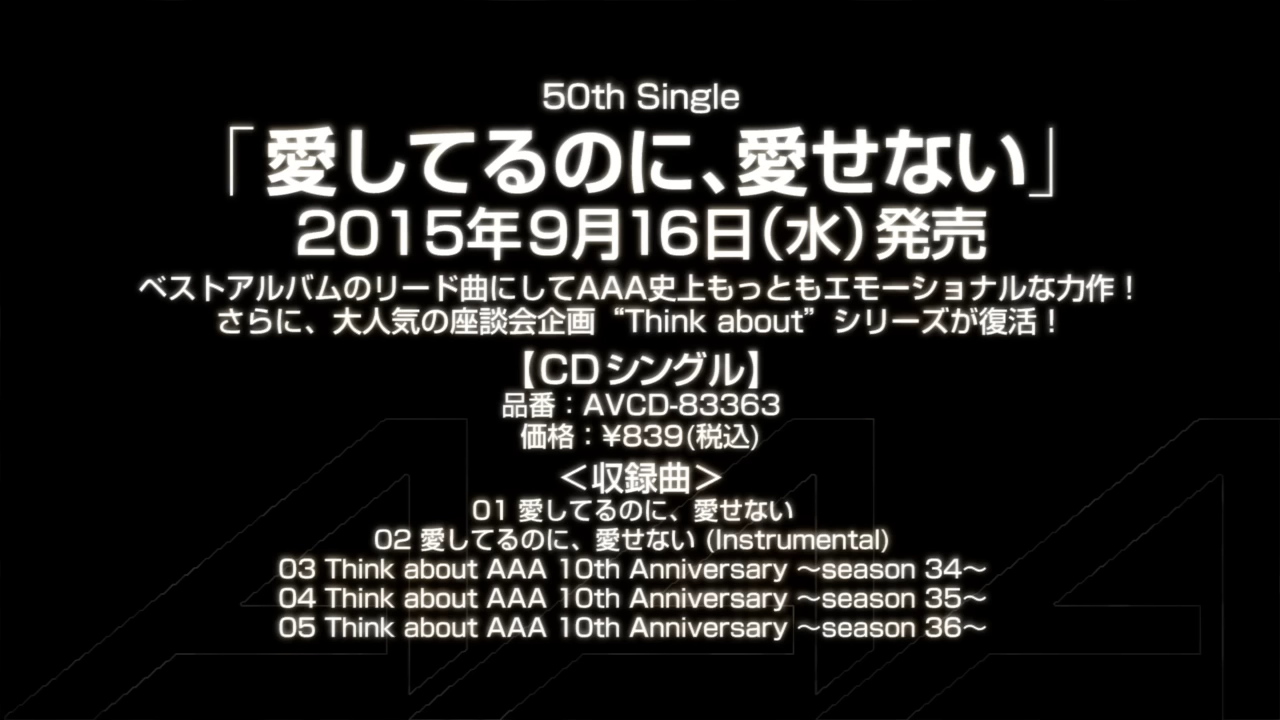 50th Single
「愛してるのに、愛せない」
2015年9月16日(水)発売
ベストアルバムのリード曲にしてAAA史上もっともエモーショナルな力作！
さらに、大人気の座談会企画“Think about”シリーズが復活！
【CDシングル】
品番：AVCD-83363
価格：¥839(税込)
＜収録曲＞
01 愛してるのに、愛せない
02 愛してるのに、愛せない (Instrumental)
03 Think about AAA 10th Anniversary ～season 34～
04 Think about AAA 10th Anniversary ～season 35～
05 Think about AAA 10th Anniversary ～season 36～